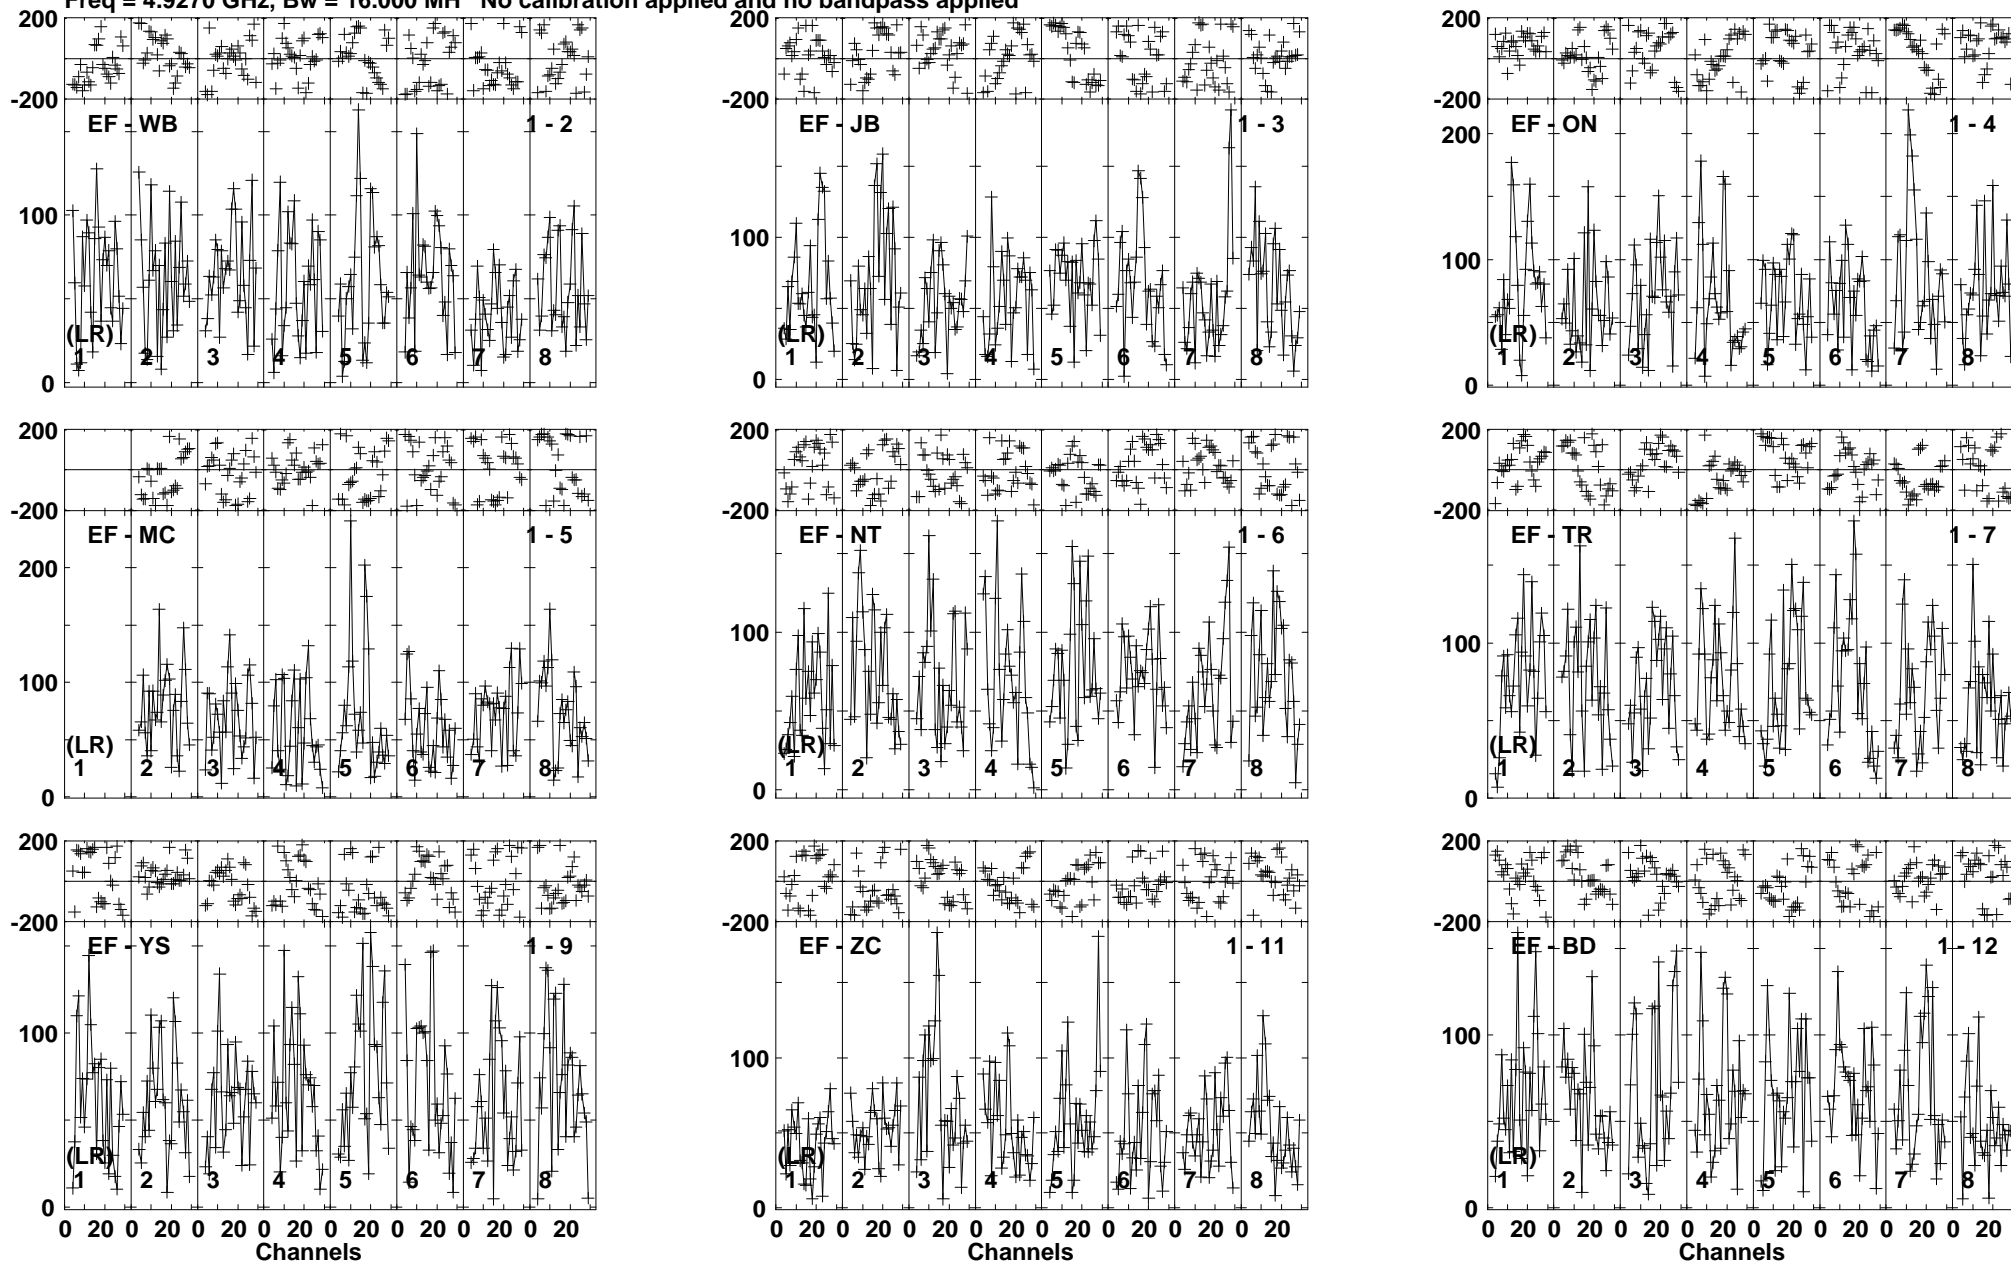 Freq = 4.9270 GHz, Bw = 16.000 MH No calibration applied and no bandpass applied
200 200 200
-200 -200 -200
EF - WB 1 - 2 EF - JB 1 - 3 EF - ON 1 - 4
200
100 100 100
(LR) (LR) (LR)
1 2 3 4 5 6 7 8 1 2 3 4 5 6 7 8 1 2 3 4 5 6 7 8
0 0 0
200 200 200
-200 -200 -200
EF - MC 1 - 5 EF - NT 1 - 6 EF - TR 1 - 7
200
100 100 100
(LR) (LR) (LR)
1 2 3 4 5 6 7 8 1 2 3 4 5 6 7 8 1 2 3 4 5 6 7 8
0 0 0
200 200 200
-200 -200 -200
EF - YS 1 - 9 EF - ZC 1 - 11 EF - BD 1 - 12
100 100 100
(LR) (LR) (LR)
1 2 3 4 5 6 7 8 1 2 3 4 5 6 7 8 1 2 3 4 5 6 7 8
0 0 0
0 20 0 20 0 20 0 20 0 20 0 20 0 20 0 20 0 20 0 20 0 20 0 20 0 20 0 20 0 20 0 20 0 20 0 20 0 20 0 20 0 20 0 20 0 20 0 20
Channels Channels Channels